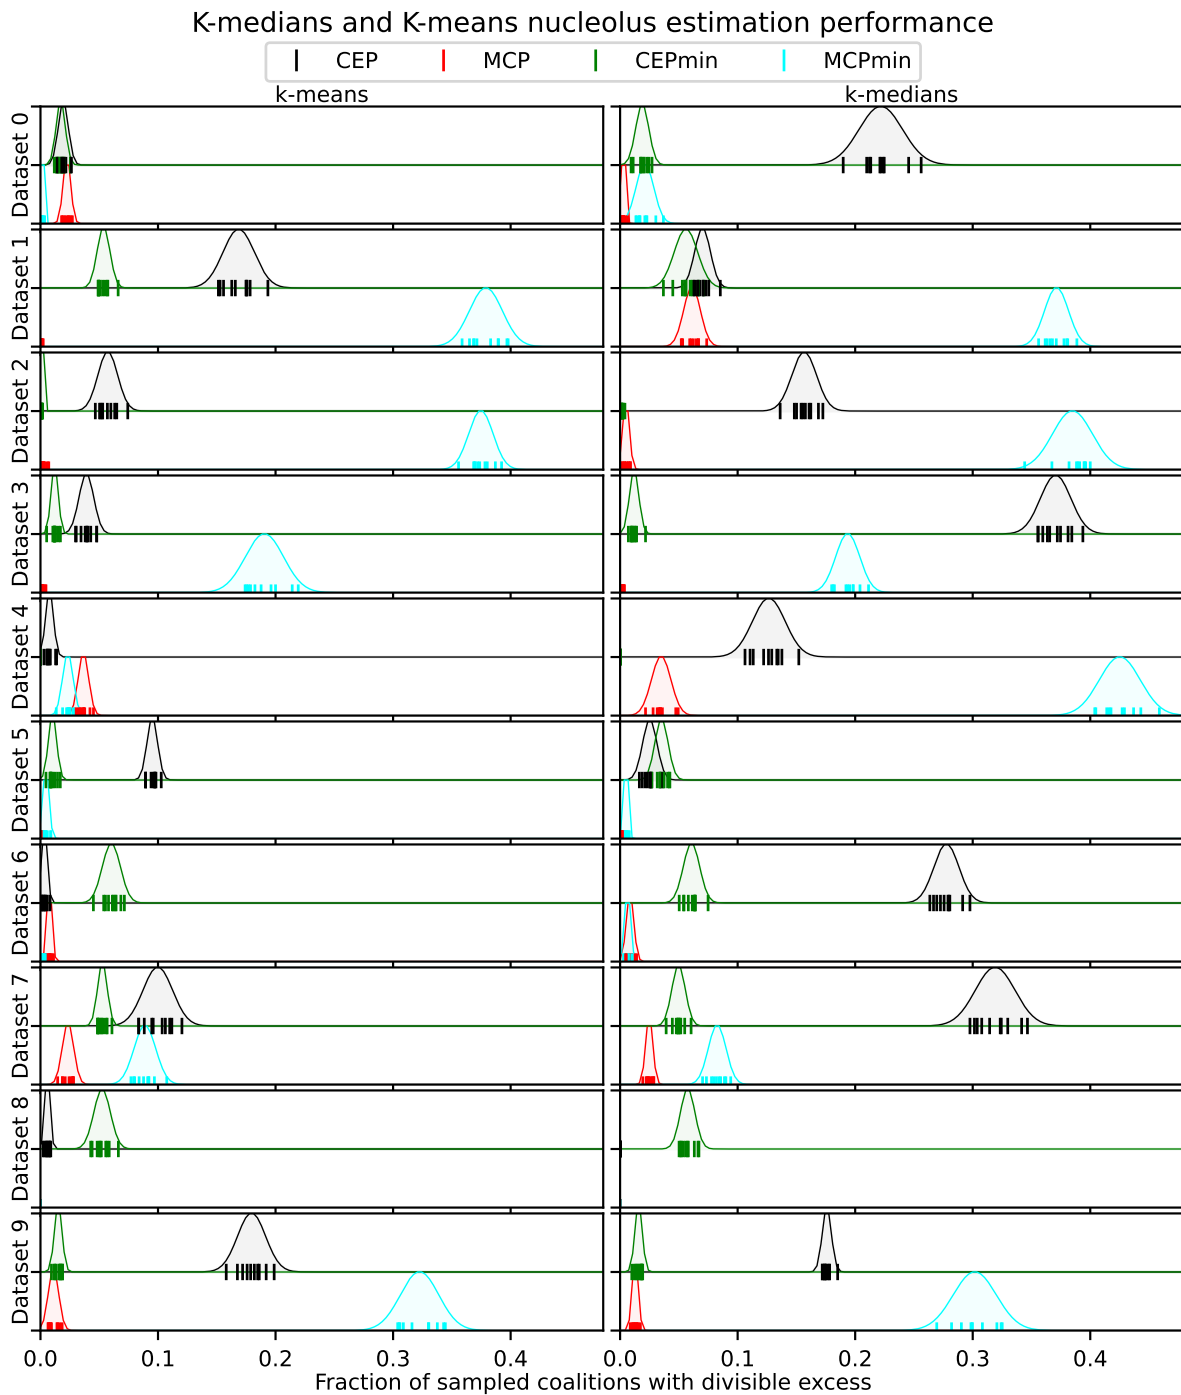 K-medians and K-means nucleolus estimation performance
CEP MCP CEPmin MCPmin
k-means k-medians
Dataset 0
Dataset 1
Dataset 2
Dataset 3
Dataset 4
Dataset 5
Dataset 6
Dataset 7
Dataset 8
Dataset 9
0.0 0.1 0.2 0.3 0.4 0.0 0.1 0.2 0.3 0.4
Fraction of sampled coalitions with divisible excess